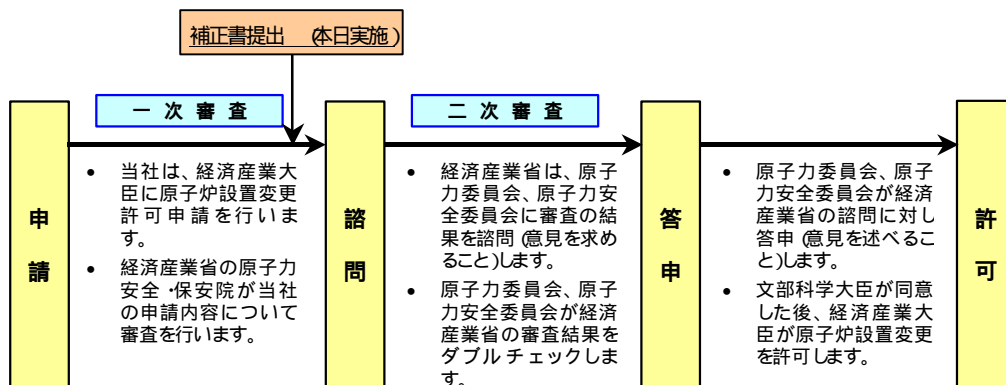 補正書提出 (本日実施)
一次審査
二次審査
申請
• 当社は、経済産業大
臣に原子炉設置変更
許可申請を行いま
す。
• 経済産業省の原子力
安全・保安院が当社
の申請内容について
審査を行います。
諮問
• 経済産業省は、原子
力委員会、原子力安
全委員会に審査の結
果を諮問(意見を求め
ること)します。
• 原子力委員会、原子
力安全委員会が経済
産業省の審査結果を
ダブルチェックしま
す。
答申
• 原子力委員会、原子
力安全委員会が経済
産業省の諮問に対し
答申(意見を述べるこ
と)します。
• 文部科学大臣が同意
した後、経済産業大
臣が原子炉設置変更
を許可します。
許可